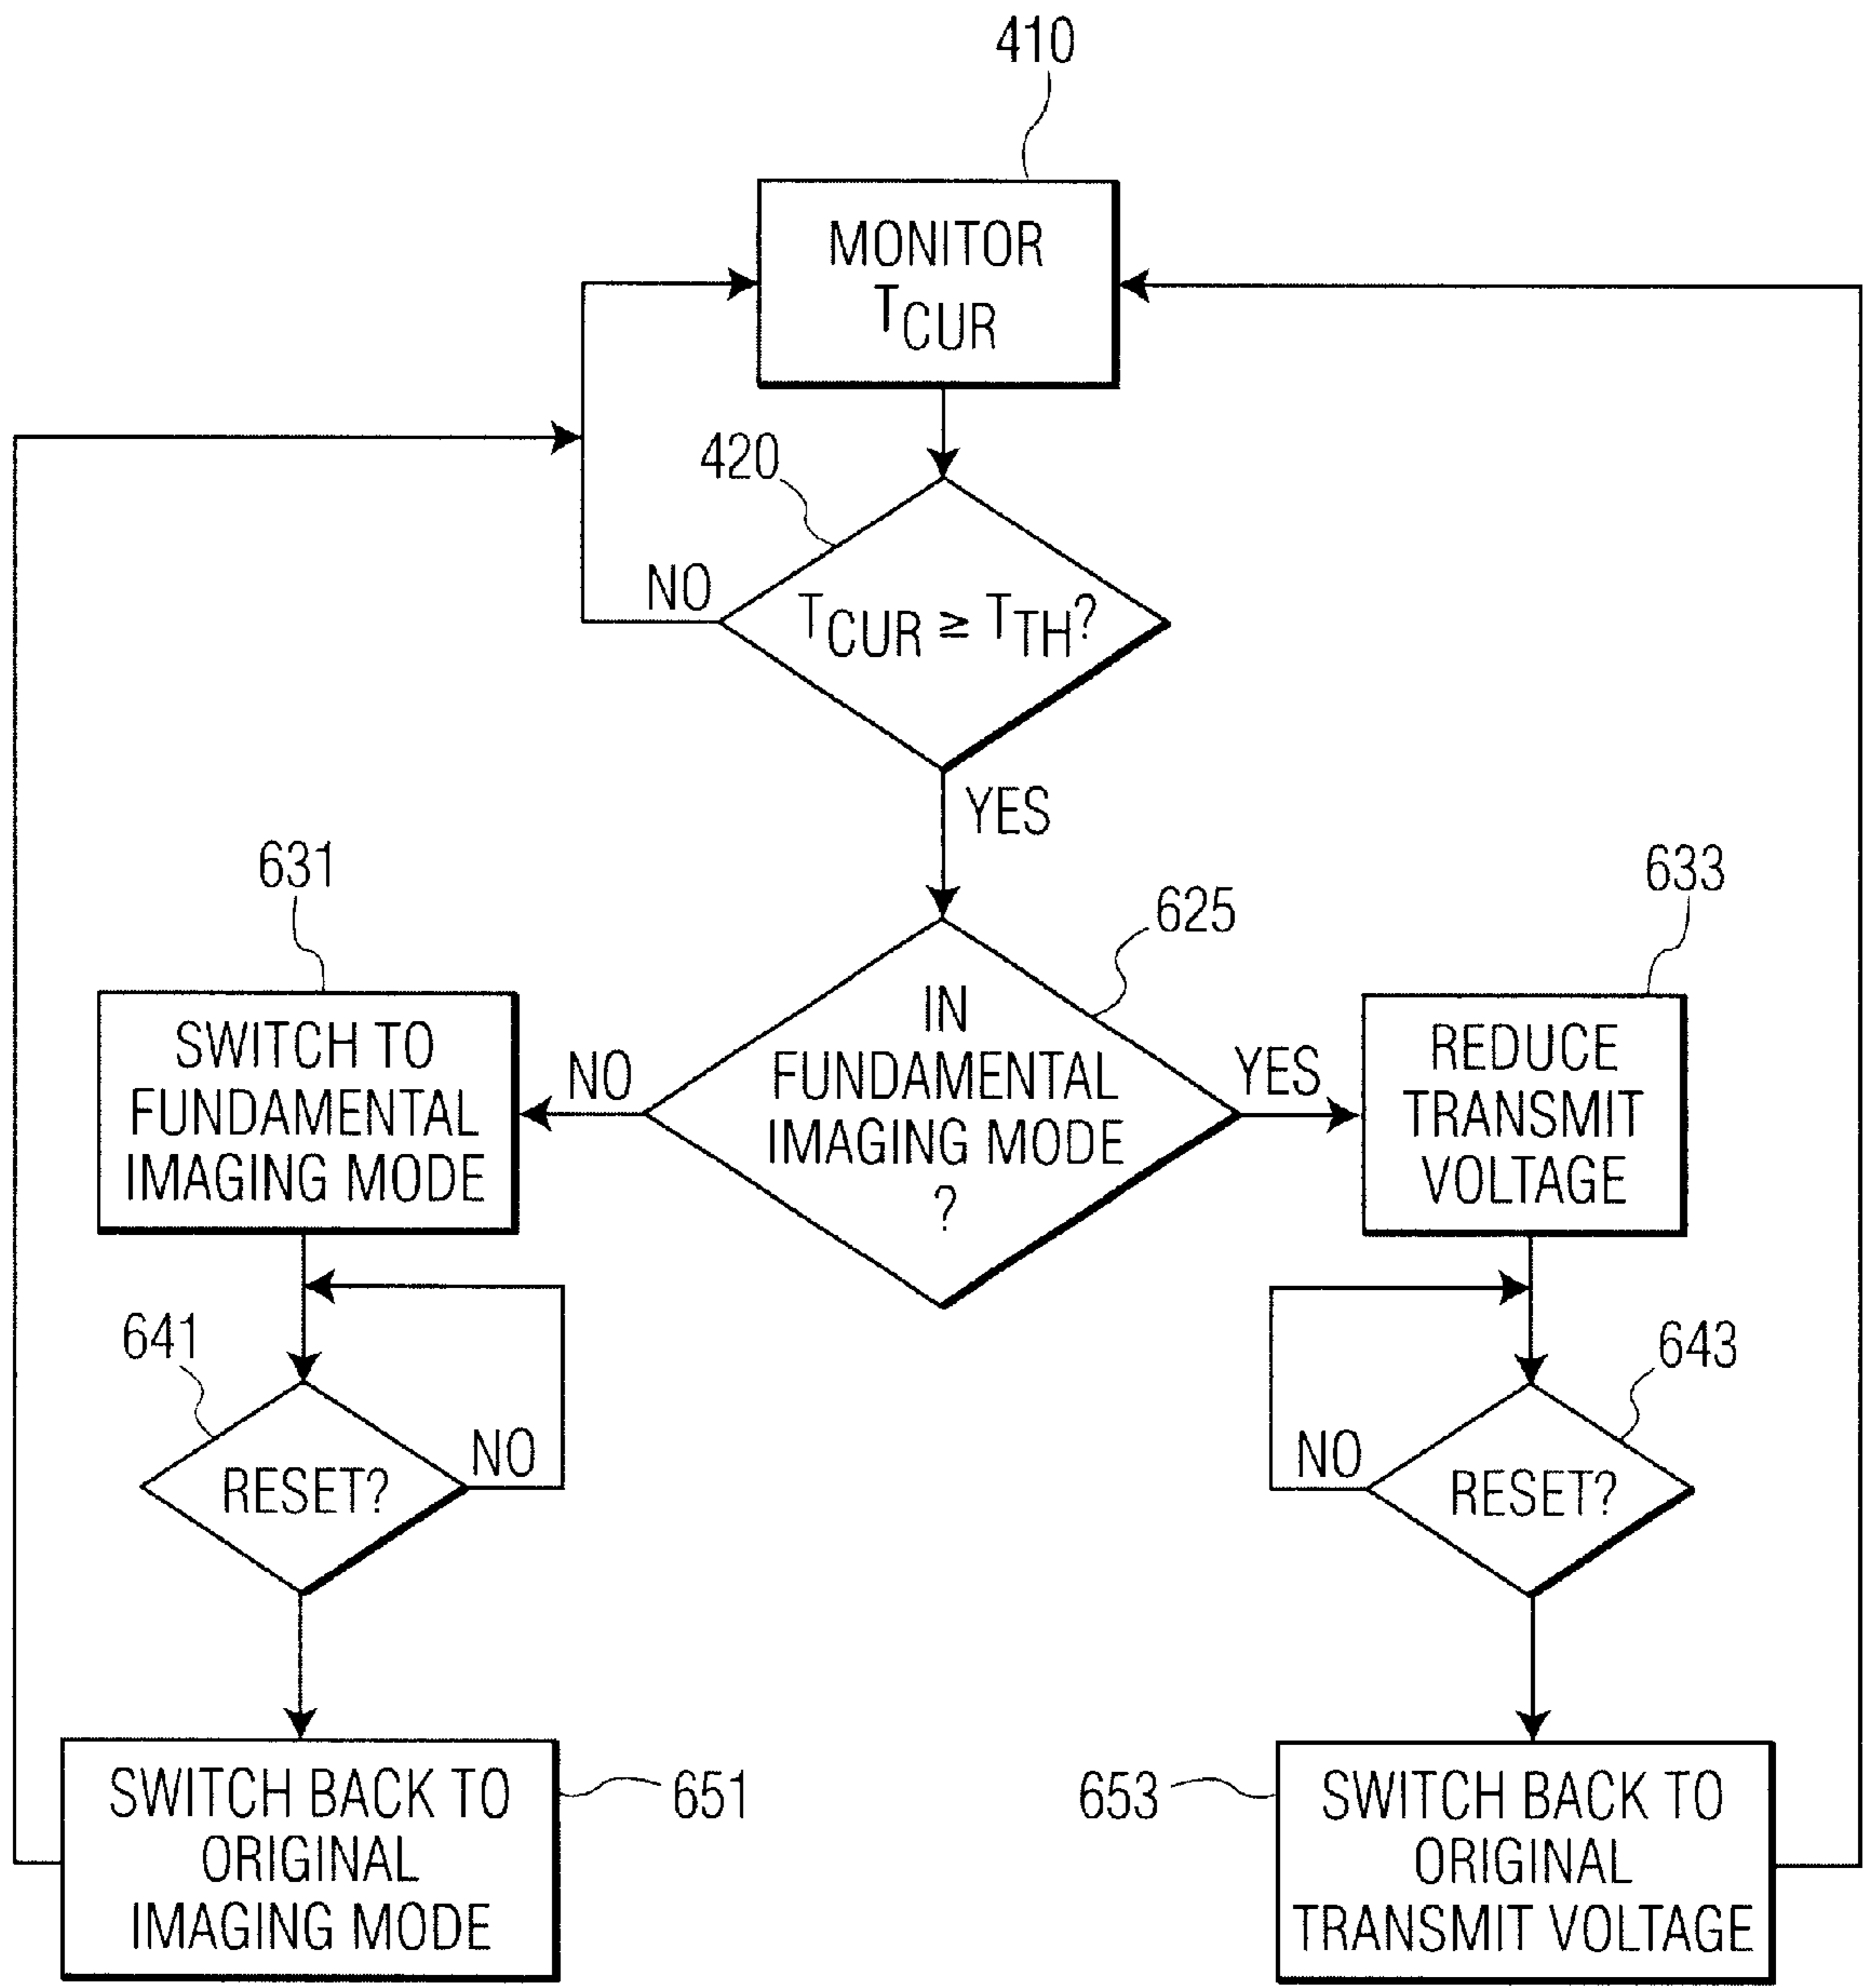 410
MONITOR
TCUR
420
NO
TCUR ≥ TTH?
YES
631
625
633
SWITCH TO
FUNDAMENTAL
IMAGING MODE
NO
IN
FUNDAMENTAL
IMAGING MODE
?
YES
REDUCE
TRANSMIT
VOLTAGE
641
RESET?
NO
643
NO
RESET?
SWITCH BACK TO
ORIGINAL
IMAGING MODE
651
653
SWITCH BACK TO
ORIGINAL
TRANSMIT VOLTAGE